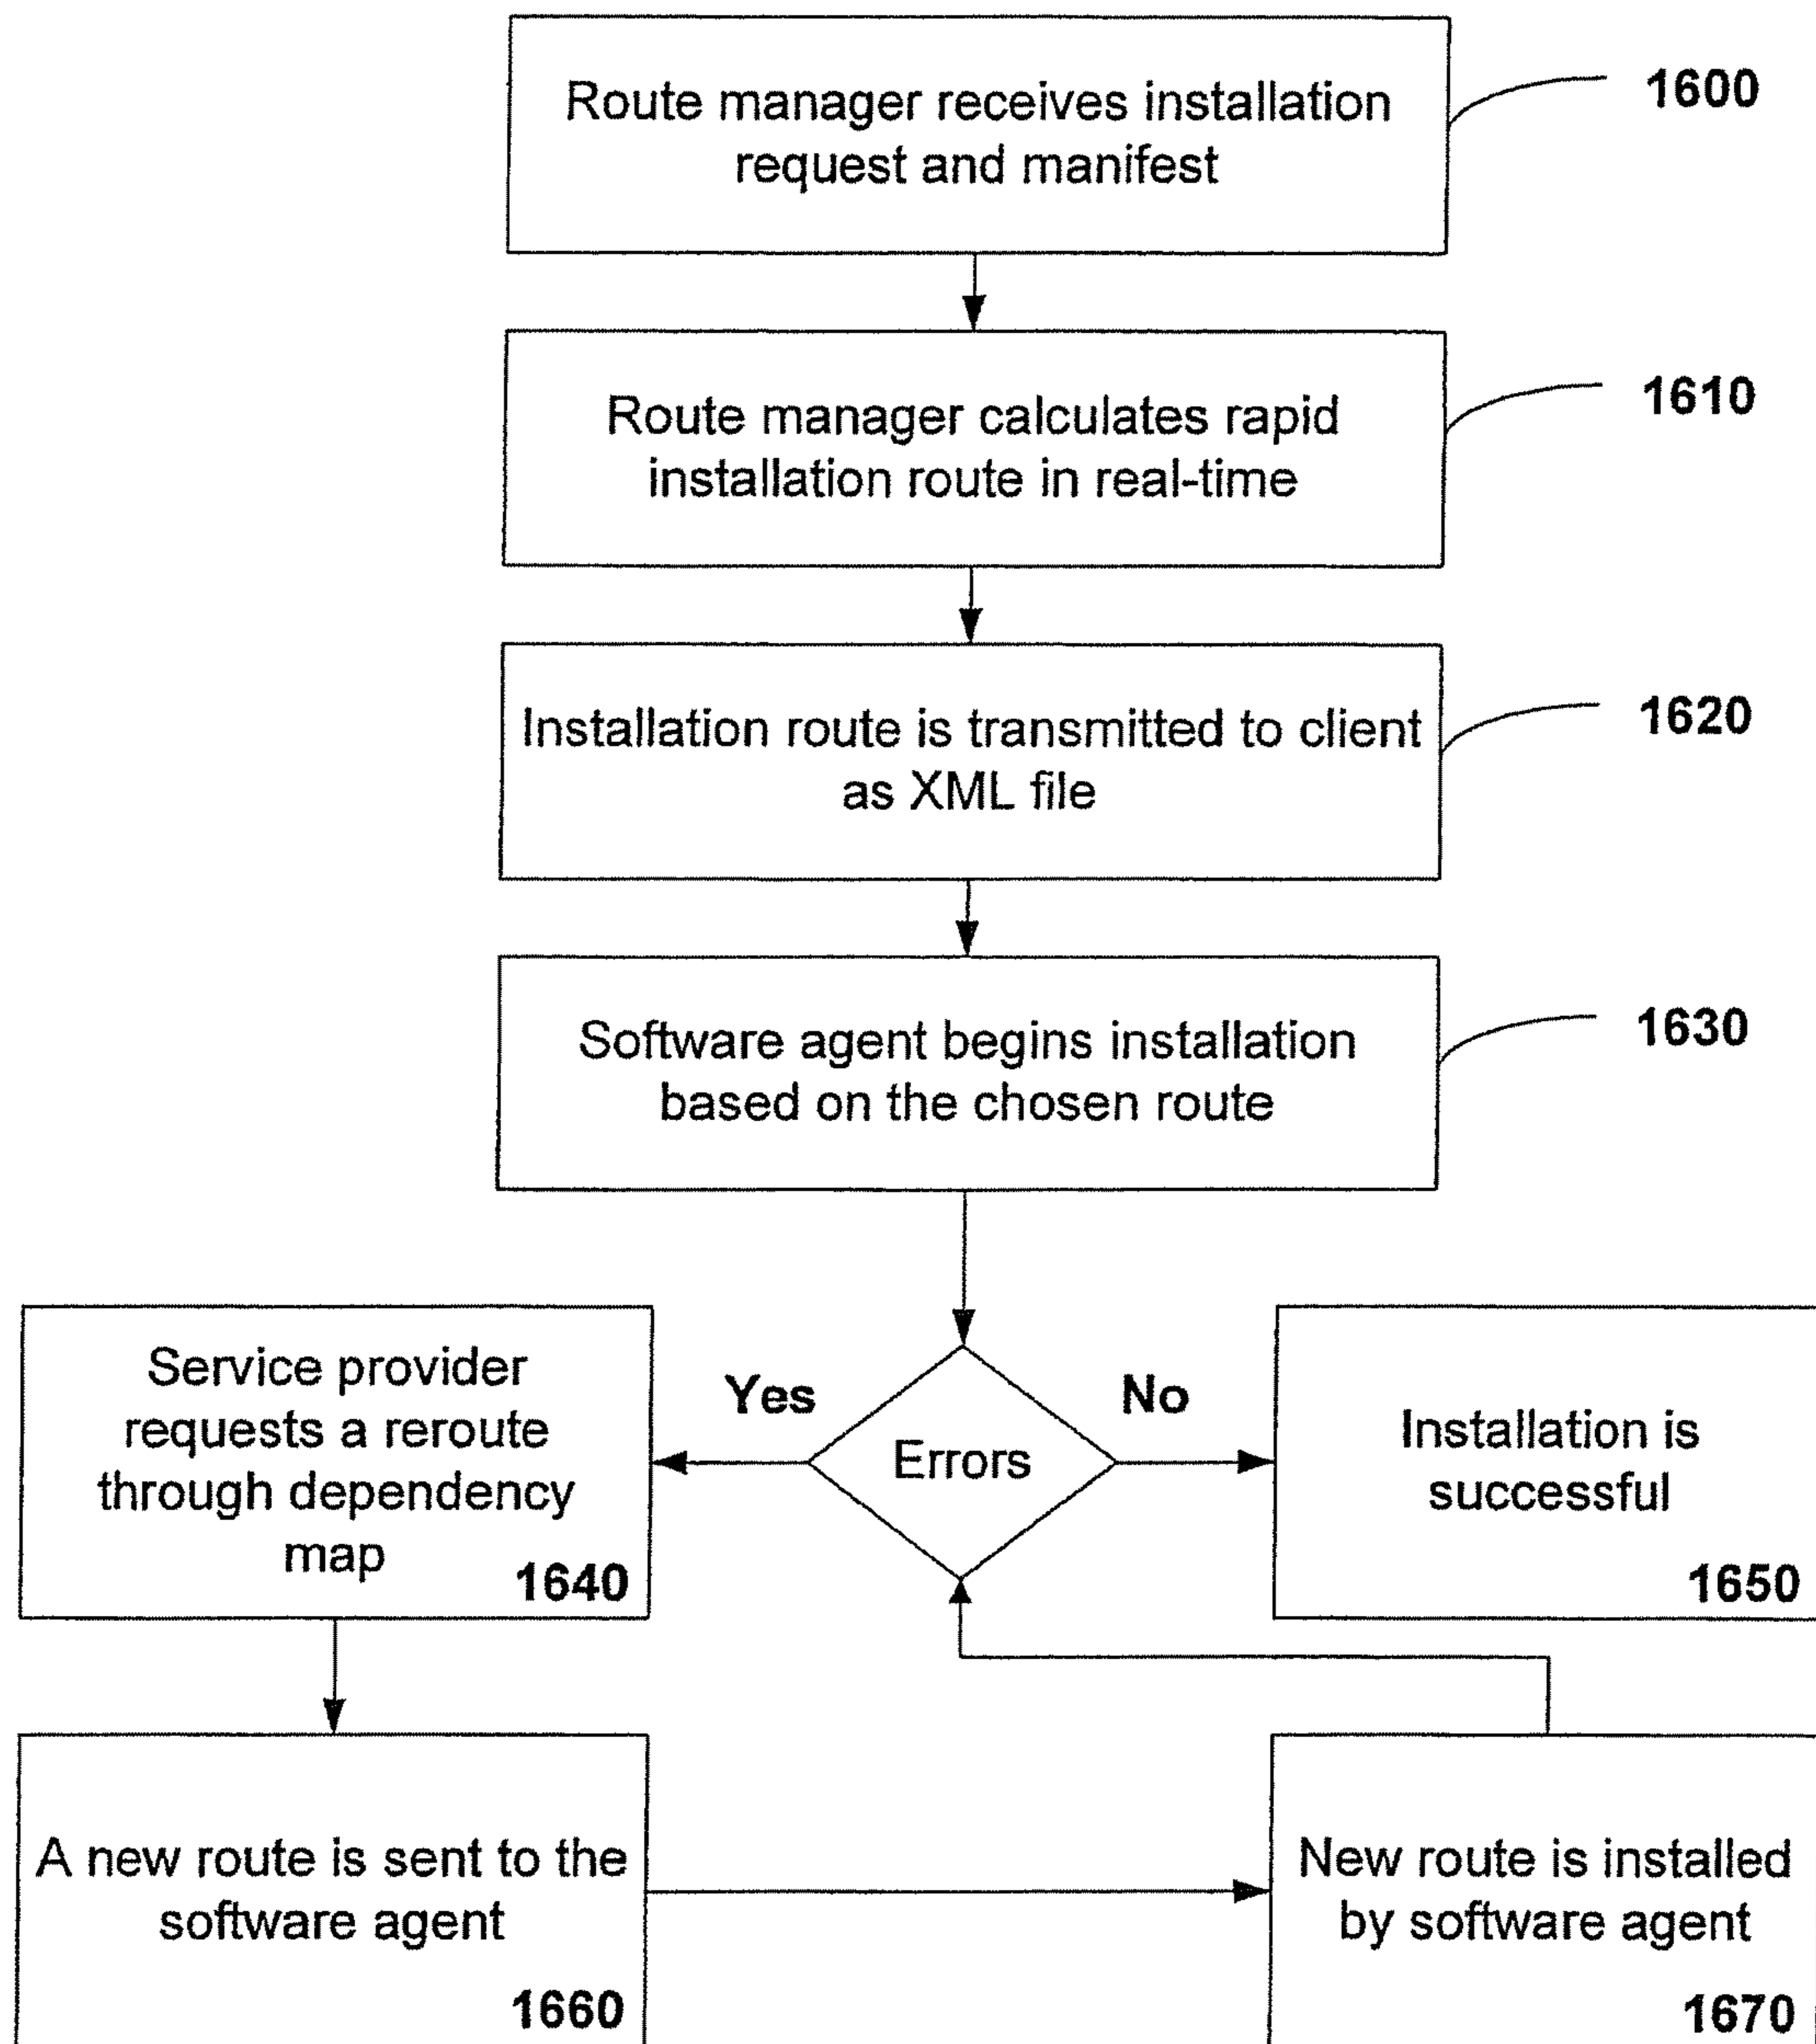 Route manager receives installation
request and manifest
1600
Route manager calculates rapid
installation route in real-time
1610
Installation route is transmitted to client
as XML file
1620
Software agent begins installation
based on the chosen route
1630
Service provider
requests a reroute
through dependency
map
1640
Yes
Errors
No
Installation is
successful
1650
A new route is sent to the
software agent
1660
New route is installed
by software agent
1670